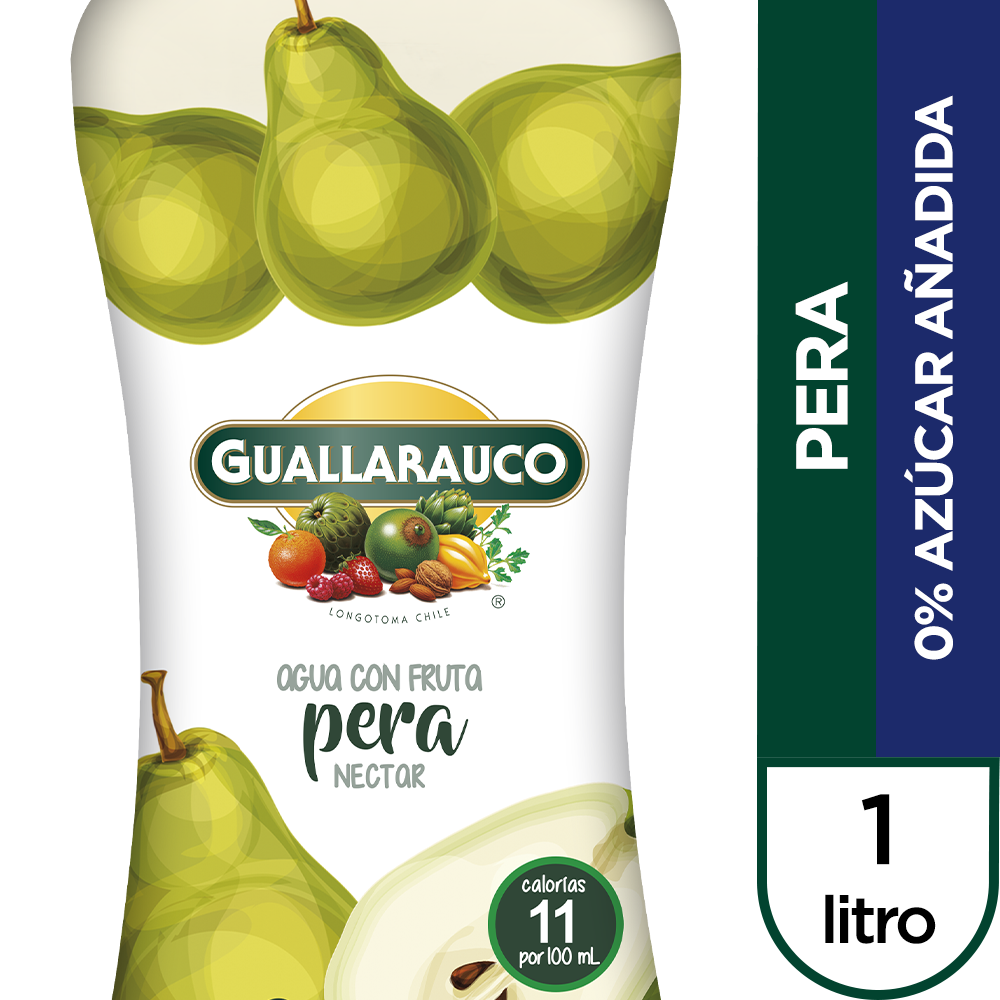 GUALLARAUCO
LONGOTOMA CHILE
®
AGUA CON FRUTA
pera
NECTAR
calorías
11
por 100 mL
PERA
0% AZÚCAR AÑADIDA
1
litro